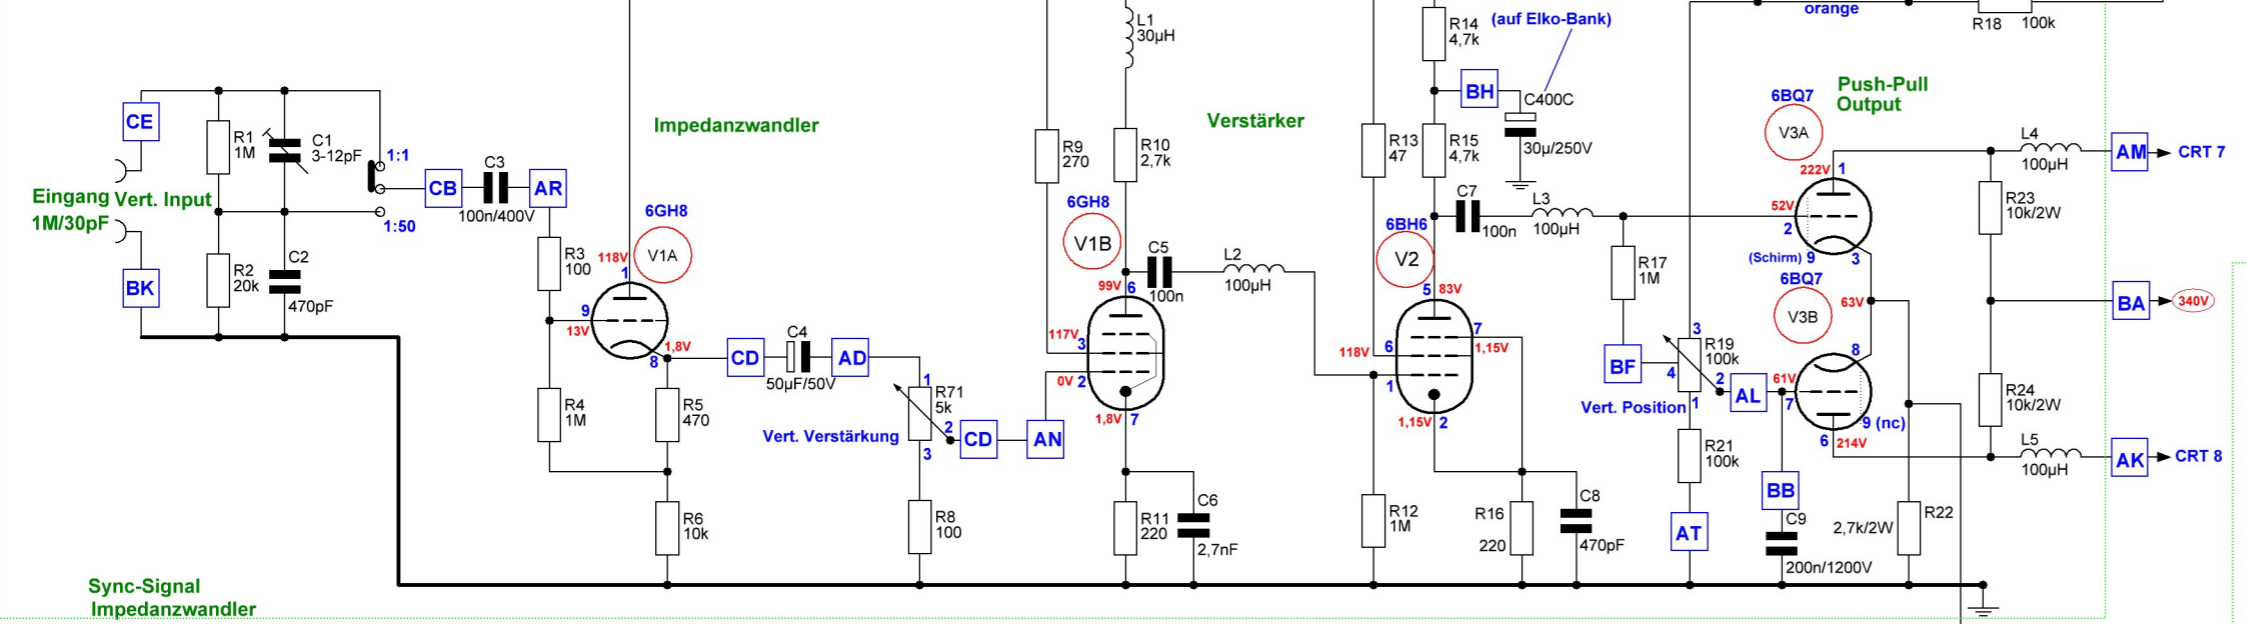 orange
R18 100k
L1
30µH
R14
4,7k
(auf Elko-Bank)
BH
C400C
30µ/250V
Push-Pull
Output
6BQ7
V3A
222V 1
52V
2
(Schirm) 9
3
L4
100µH
AM
CRT 7
CE
R1
1M
C1
3-12pF
1:1
1:50
Eingang Vert. Input
1M/30pF
BK
R2
20k
C2
470pF
CB
C3
100n/400V
AR
Impedanzwandler
6GH8
V1A
R3
100
118V
1
9
13V
8
1,8V
R4
1M
R5
470
R6
10k
CD
C4
50µF/50V
AD
1
R71
5k
2
3
Vert. Verstärkung
CD
AN
R8
100
R9
270
R10
2,7k
6GH8
V1B
99V 6
117V
3
0V 2
1,8V 7
C5
100n
L2
100µH
R11
220
C6
2,7nF
Verstärker
R13
47
R15
4,7k
6BH6
V2
5 83V
7
1,15V
118V
6
1
1,15V 2
R12
1M
R16
220
C8
470pF
C7
100n
L3
100µH
R17
1M
BF
3
R19
100k
4
2
1
Vert. Position
AL
R21
100k
AT
6BQ7
V3B
63V
8
61V
7
9 (nc)
6 214V
BB
C9
200n/1200V
R22
2,7k/2W
R23
10k/2W
BA
340V
R24
10k/2W
L5
100µH
AK
CRT 8
Sync-Signal
Impedanzwandler